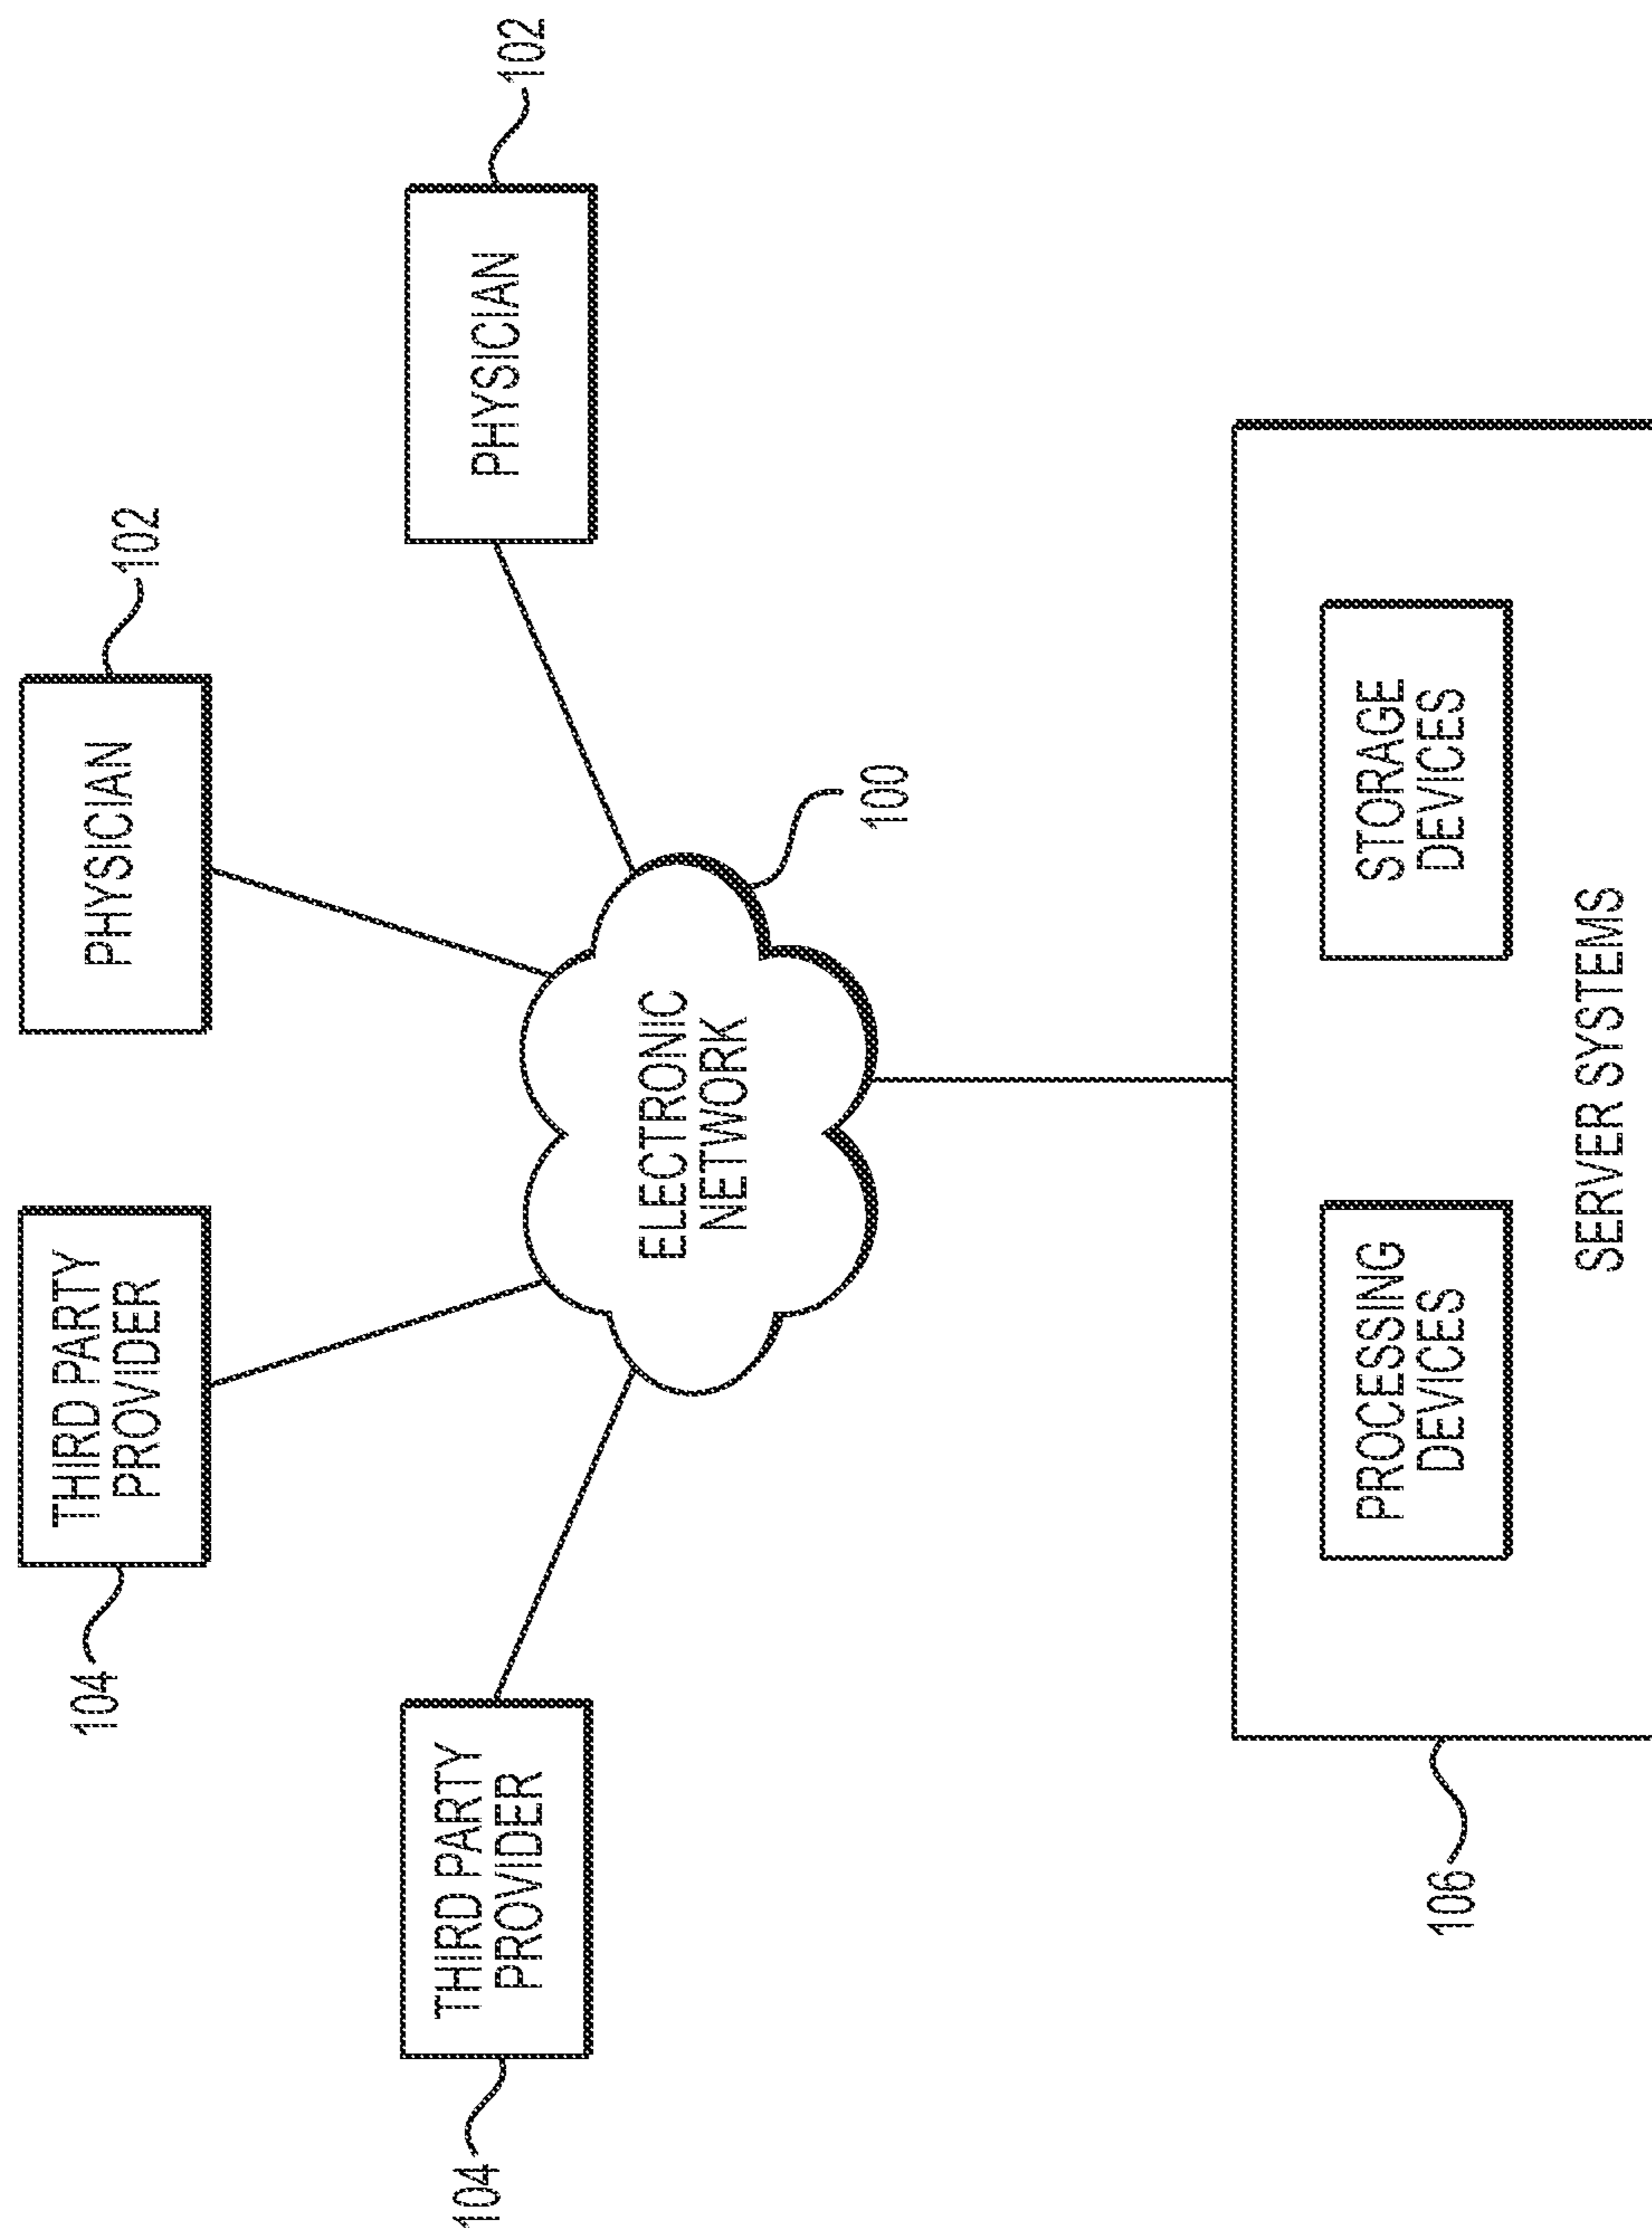 PHYSICIAN
102
THIRD PARTY
PROVIDER
104
PHYSICIAN
102
THIRD PARTY
PROVIDER
104
ELECTRONIC
NETWORK
100
PROCESSING
DEVICES
STORAGE
DEVICES
SERVER SYSTEMS
106